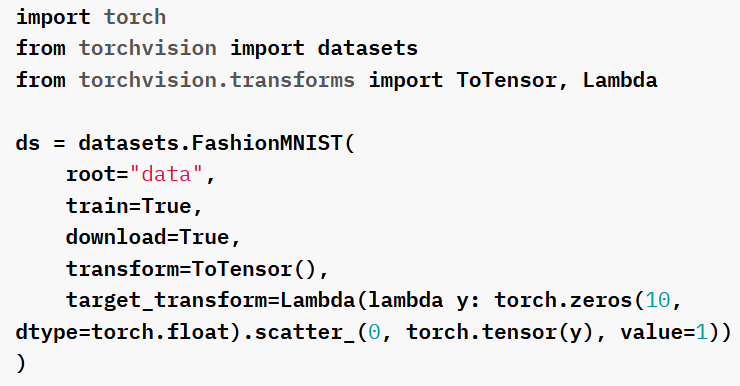 import torch
from torchvision import datasets
from torchvision.transforms import ToTensor, Lambda

ds = datasets.FashionMNIST(
    root="data",
    train=True,
    download=True,
    transform=ToTensor(),
    target_transform=Lambda(lambda y: torch.zeros(10,
dtype=torch.float).scatter_(0, torch.tensor(y), value=1))
)